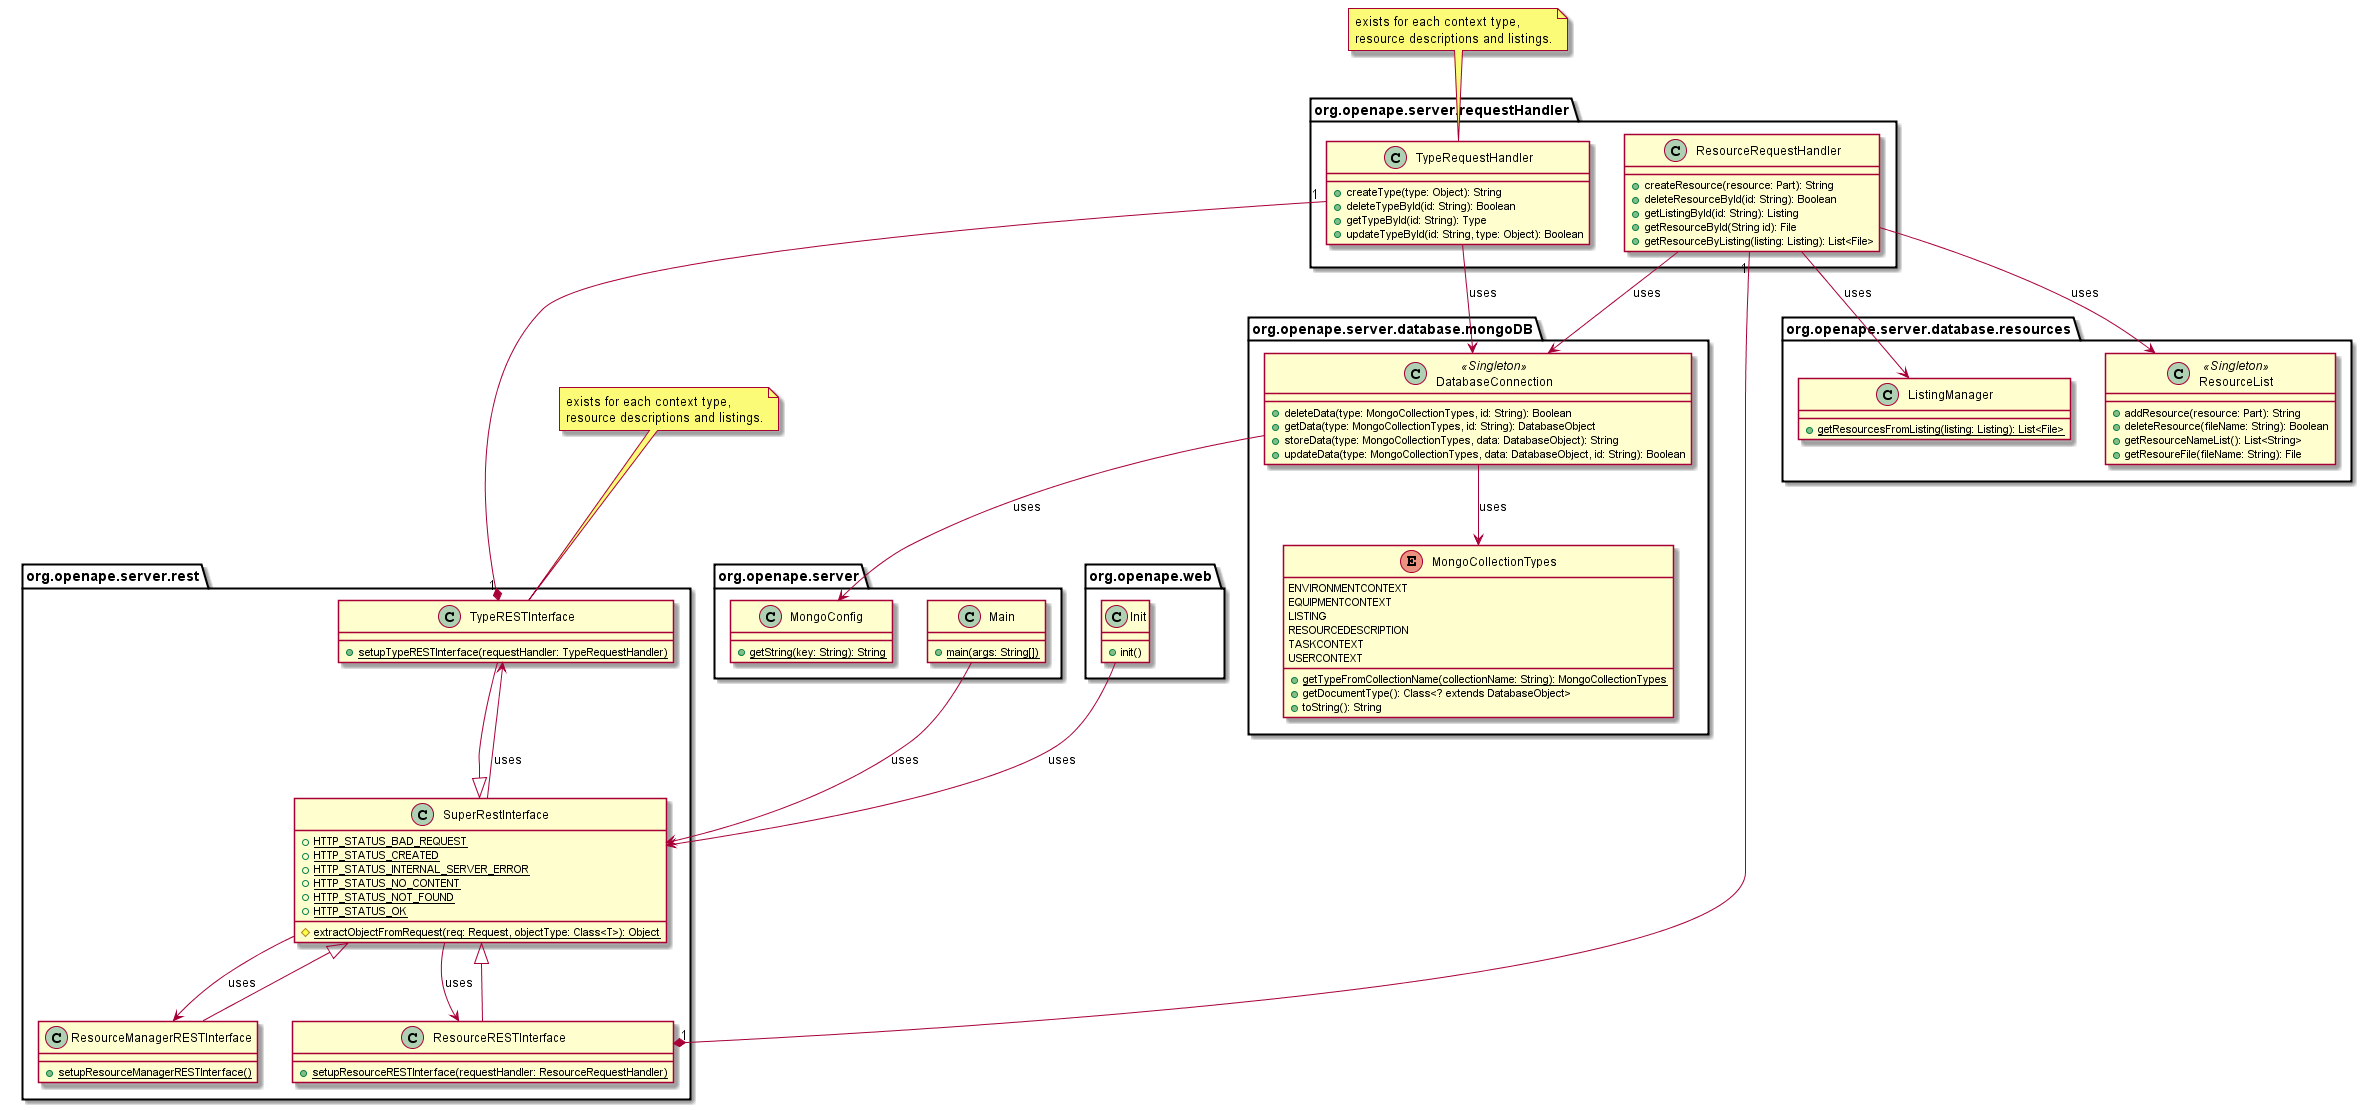 exists for each context type,
resource descriptions and listings.
org.openape.server.requestHandler
C TypeRequestHandler
createType(type: Object): String
deleteTypeById(id: String): Boolean
getTypeById(id: String): Type
updateTypeById(id: String, type: Object): Boolean
C ResourceRequestHandler
createResource(resource: Part): String
deleteResourceById(id: String): Boolean
getListingById(id: String): Listing
getResourceById(String id): File
getResourceByListing(listing: Listing): List<File>
1
1
uses
uses
uses
uses
org.openape.server.database.mongoDB
C «Singleton»
DatabaseConnection
deleteData(type: MongoCollectionTypes, id: String): Boolean
getData(type: MongoCollectionTypes, id: String): DatabaseObject
storeData(type: MongoCollectionTypes, data: DatabaseObject): String
updateData(type: MongoCollectionTypes, data: DatabaseObject, id: String): Boolean
org.openape.server.database.resources
C ListingManager
getResourcesFromListing(listing: Listing): List<File>
C «Singleton»
ResourceList
addResource(resource: Part): String
deleteResource(fileName: String): Boolean
getResourceNameList(): List<String>
getResoureFile(fileName: String): File
exists for each context type,
resource descriptions and listings.
uses
uses
E MongoCollectionTypes
ENVIRONMENTCONTEXT
EQUIPMENTCONTEXT
LISTING
RESOURCEDESCRIPTION
TASKCONTEXT
USERCONTEXT
getTypeFromCollectionName(collectionName: String): MongoCollectionTypes
getDocumentType(): Class<? extends DatabaseObject>
toString(): String
org.openape.server.rest
1
C TypeRESTInterface
setupTypeRESTInterface(requestHandler: TypeRequestHandler)
org.openape.server
C MongoConfig
getString(key: String): String
C Main
main(args: String[])
org.openape.web
C Init
init()
uses
uses
uses
C SuperRestInterface
HTTP_STATUS_BAD_REQUEST
HTTP_STATUS_CREATED
HTTP_STATUS_INTERNAL_SERVER_ERROR
HTTP_STATUS_NO_CONTENT
HTTP_STATUS_NOT_FOUND
HTTP_STATUS_OK
extractObjectFromRequest(req: Request, objectType: Class<T>): Object
uses
uses
C ResourceManagerRESTInterface
setupResourceManagerRESTInterface()
C ResourceRESTInterface
setupResourceRESTInterface(requestHandler: ResourceRequestHandler)
1